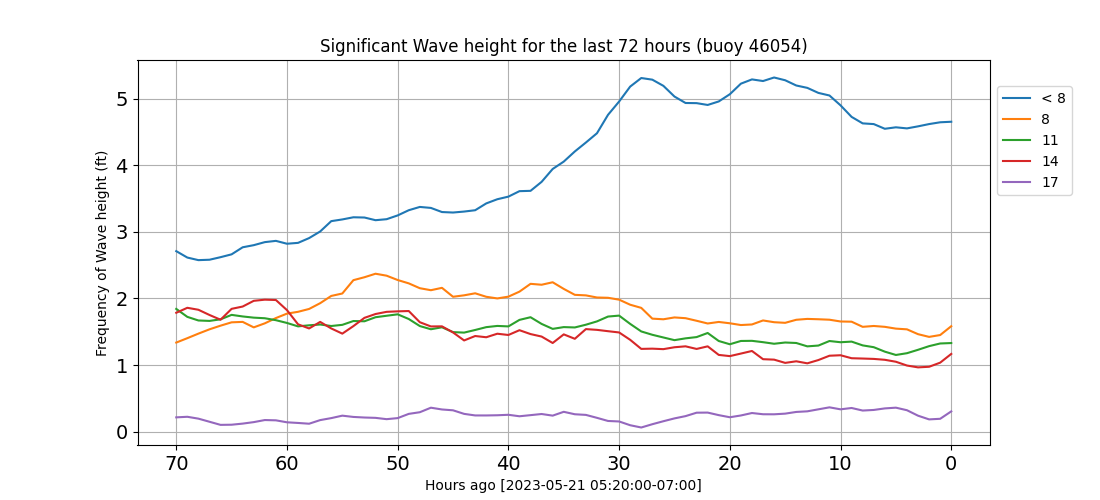 Significant Wave height for the last 72 hours (buoy 46054)
Frequency of Wave height (ft)
5
4
3
2
1
0
70 60 50 40 30 20 10 0
Hours ago [2023-05-21 05:20:00-07:00]
< 8
8
11
14
17